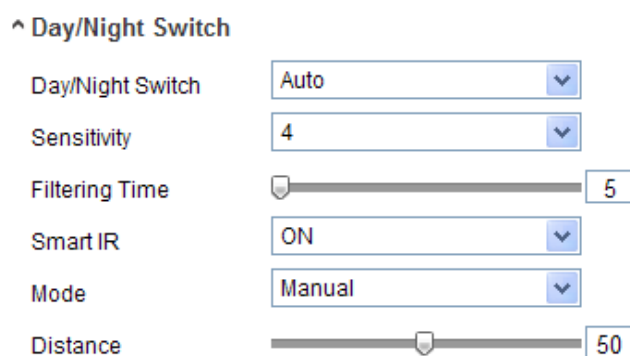 Day/Night Switch
Day/Night Switch Auto
Sensitivity 4
Filtering Time 5
Smart IR ON
Mode Manual
Distance 50